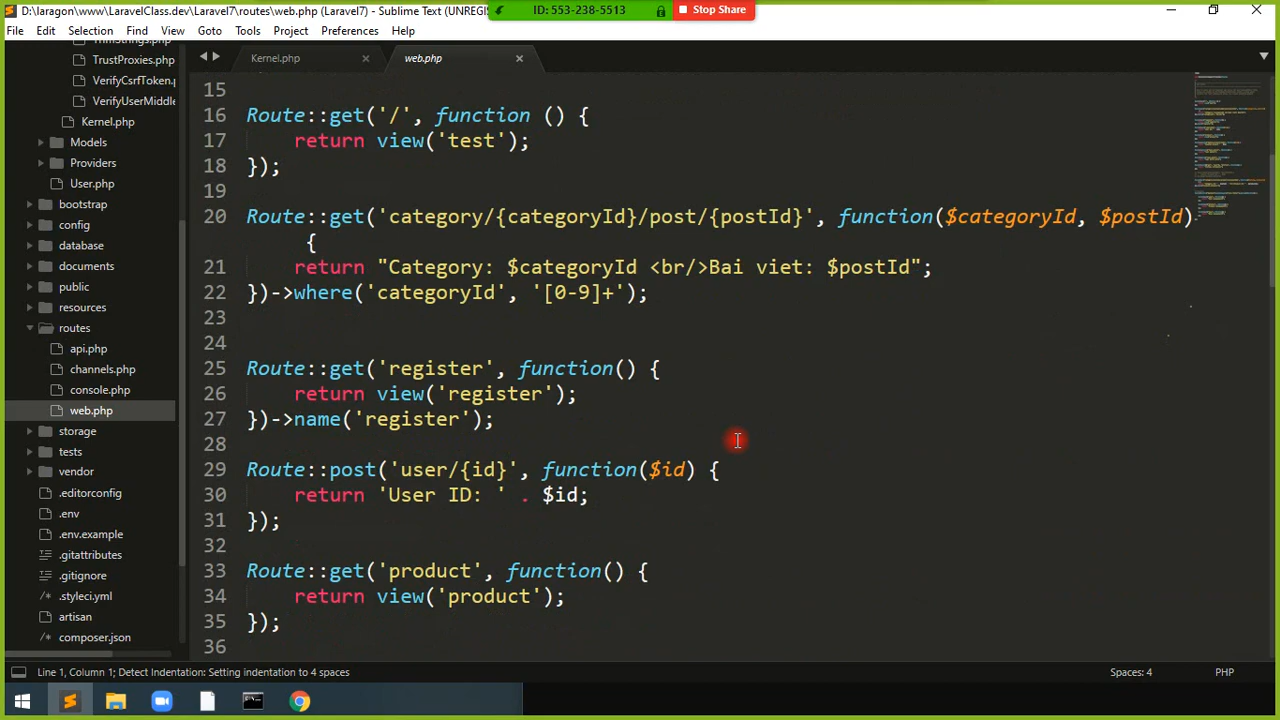 D:\laragon\www\LaravelClass.dev\Laravel7\routes\web.php (Laravel7) - Sublime Text (UNREGIS
ID: 553-238-5513
Stop Share
File Edit Selection Find View Goto Tools Project Preferences Help
TrimStrings.php
TrustProxies.php
VerifyCsrfToken.p
VerifyUserMiddle
Kernel.php
Models
Providers
User.php
bootstrap
config
database
documents
public
resources
routes
api.php
channels.php
console.php
web.php
storage
tests
vendor
.editorconfig
.env
.env.example
.gitattributes
.gitignore
.styleci.yml
artisan
composer.json
Kernel.php
web.php
15
16 Route::get('/', function () {
17     return view('test');
18 });
19
20 Route::get('category/{categoryId}/post/{postId}', function($categoryId, $postId)
{
21     return "Category: $categoryId <br/>Bai viet: $postId";
22 })->where('categoryId', '[0-9]+');
23
24
25 Route::get('register', function() {
26     return view('register');
27 })->name('register');
28
29 Route::post('user/{id}', function($id) {
30     return 'User ID: ' . $id;
31 });
32
33 Route::get('product', function() {
34     return view('product');
35 });
36
Line 1, Column 1; Detect Indentation: Setting indentation to 4 spaces
Spaces: 4
PHP